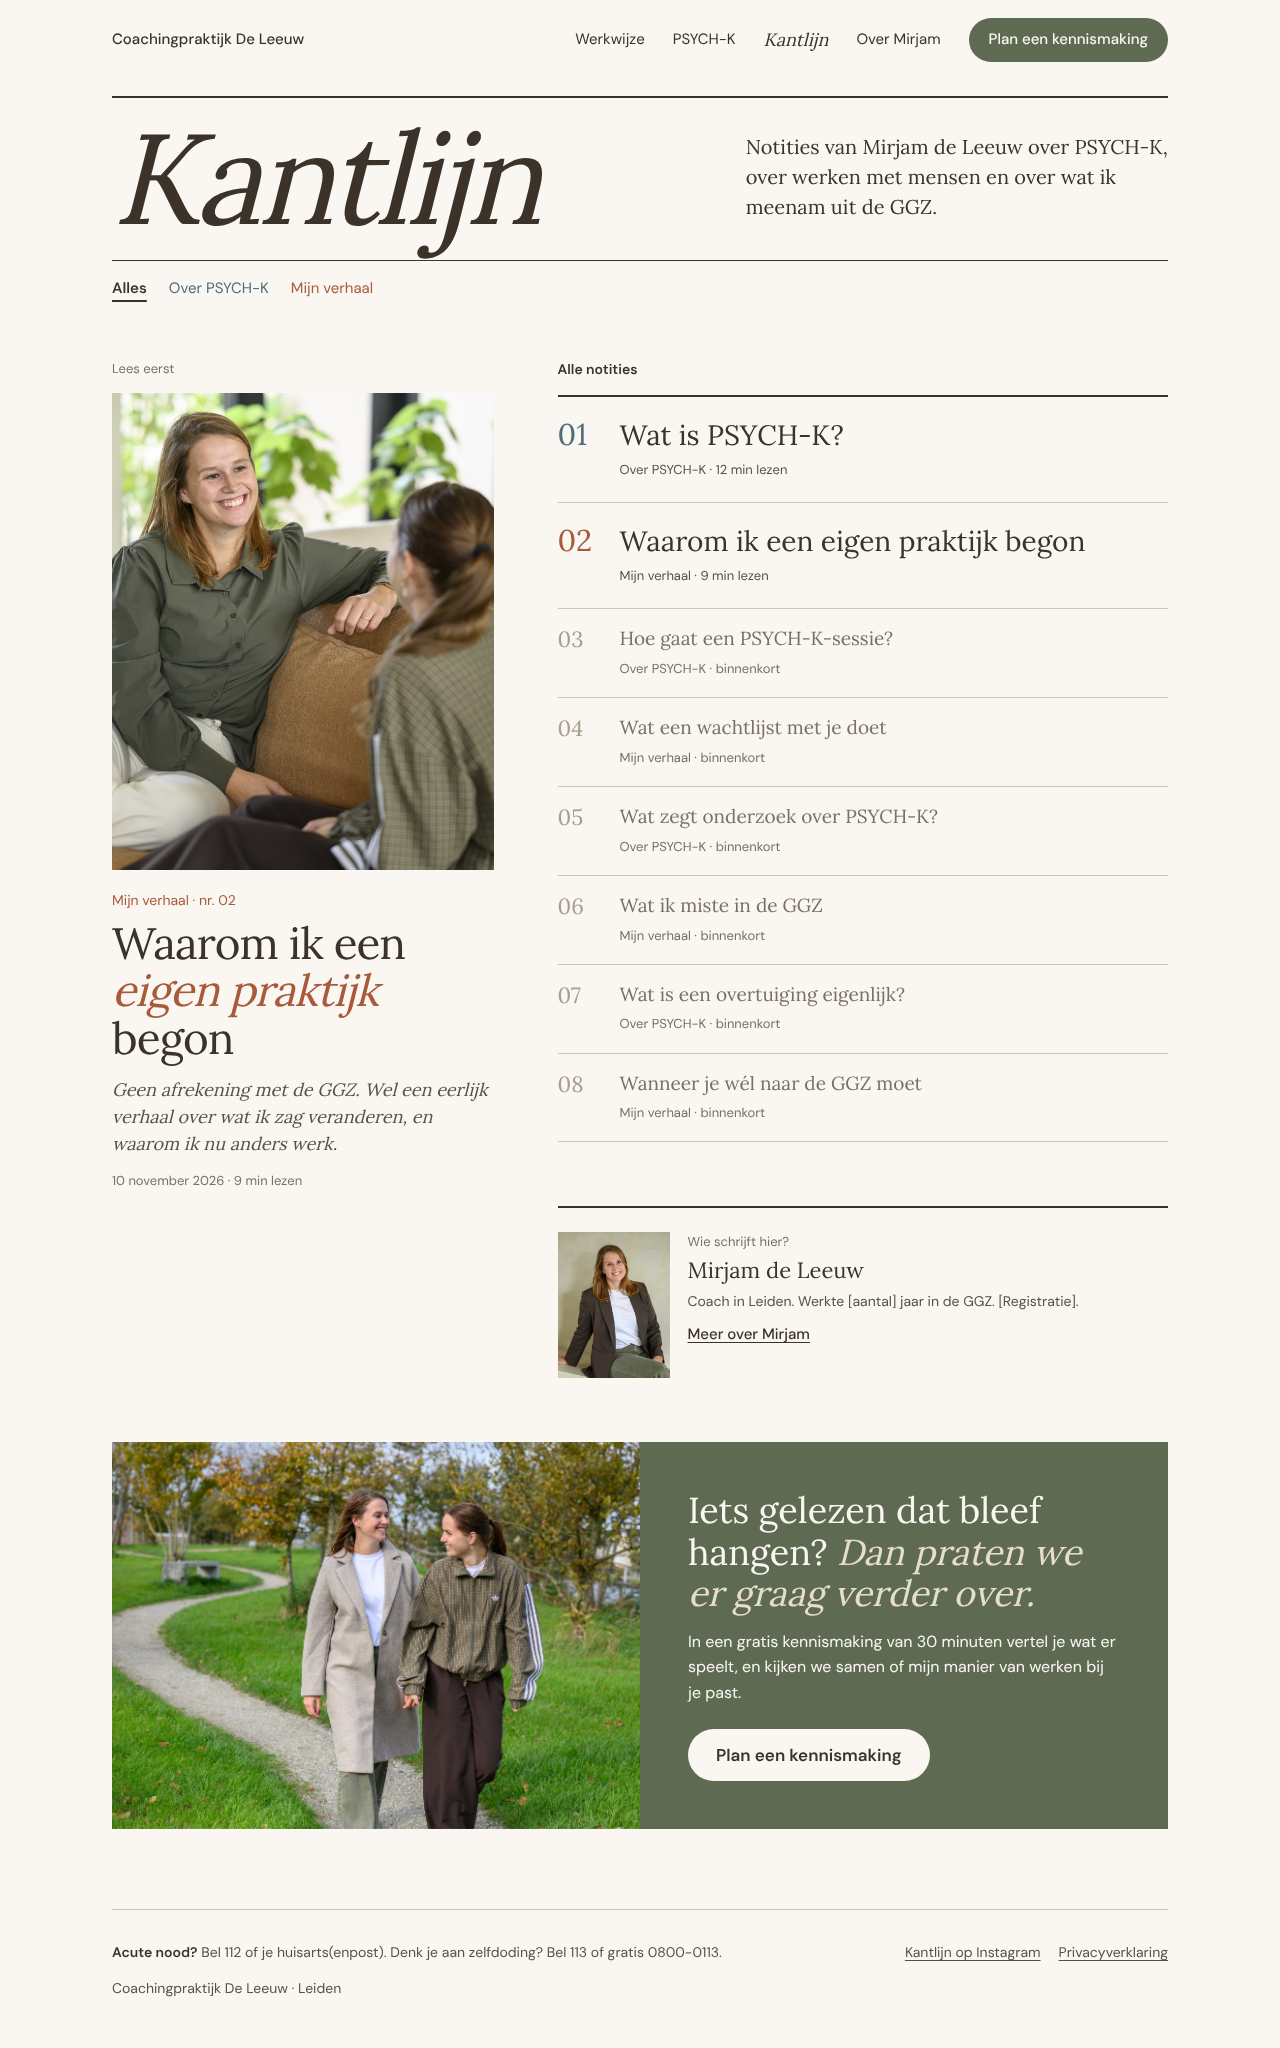 Coachingpraktijk De Leeuw
Werkwijze
PSYCH-K
Kantlijn
Over Mirjam
Plan een kennismaking
Kantlijn
Notities van Mirjam de Leeuw over PSYCH-K,
over werken met mensen en over wat ik
meenam uit de GGZ.
Alles
Over PSYCH-K
Mijn verhaal
Lees eerst
Mijn verhaal · nr. 02
Waarom ik een
eigen praktijk
begon
Geen afrekening met de GGZ. Wel een eerlijk
verhaal over wat ik zag veranderen, en
waarom ik nu anders werk.
10 november 2026 · 9 min lezen
Alle notities
01 Wat is PSYCH-K?
Over PSYCH-K · 12 min lezen
02 Waarom ik een eigen praktijk begon
Mijn verhaal · 9 min lezen
03 Hoe gaat een PSYCH-K-sessie?
Over PSYCH-K · binnenkort
04 Wat een wachtlijst met je doet
Mijn verhaal · binnenkort
05 Wat zegt onderzoek over PSYCH-K?
Over PSYCH-K · binnenkort
06 Wat ik miste in de GGZ
Mijn verhaal · binnenkort
07 Wat is een overtuiging eigenlijk?
Over PSYCH-K · binnenkort
08 Wanneer je wél naar de GGZ moet
Mijn verhaal · binnenkort
Wie schrijft hier?
Mirjam de Leeuw
Coach in Leiden. Werkte [aantal] jaar in de GGZ. [Registratie].
Meer over Mirjam
Iets gelezen dat bleef
hangen? Dan praten we
er graag verder over.
In een gratis kennismaking van 30 minuten vertel je wat er
speelt, en kijken we samen of mijn manier van werken bij
je past.
Plan een kennismaking
Acute nood? Bel 112 of je huisarts(enpost). Denk je aan zelfdoding? Bel 113 of gratis 0800-0113.
Kantlijn op Instagram
Privacyverklaring
Coachingpraktijk De Leeuw · Leiden